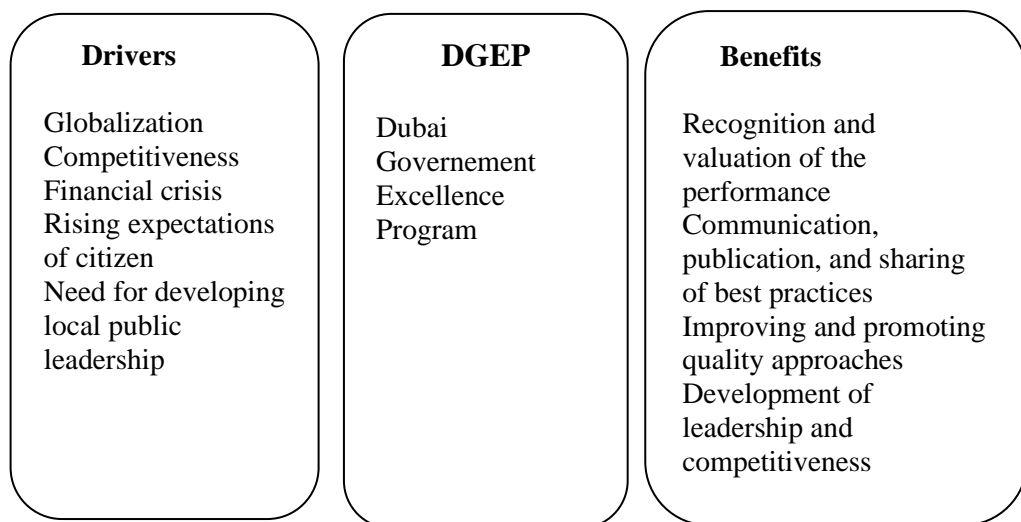 Drivers
Globalization
Competitiveness
Financial crisis
Rising expectations
of citizen
Need for developing
local public
leadership
DGEP
Dubai
Governement
Excellence
Program
Benefits
Recognition and
valuation of the
performance
Communication,
publication, and sharing
of best practices
Improving and promoting
quality approaches
Development of
leadership and
competitiveness